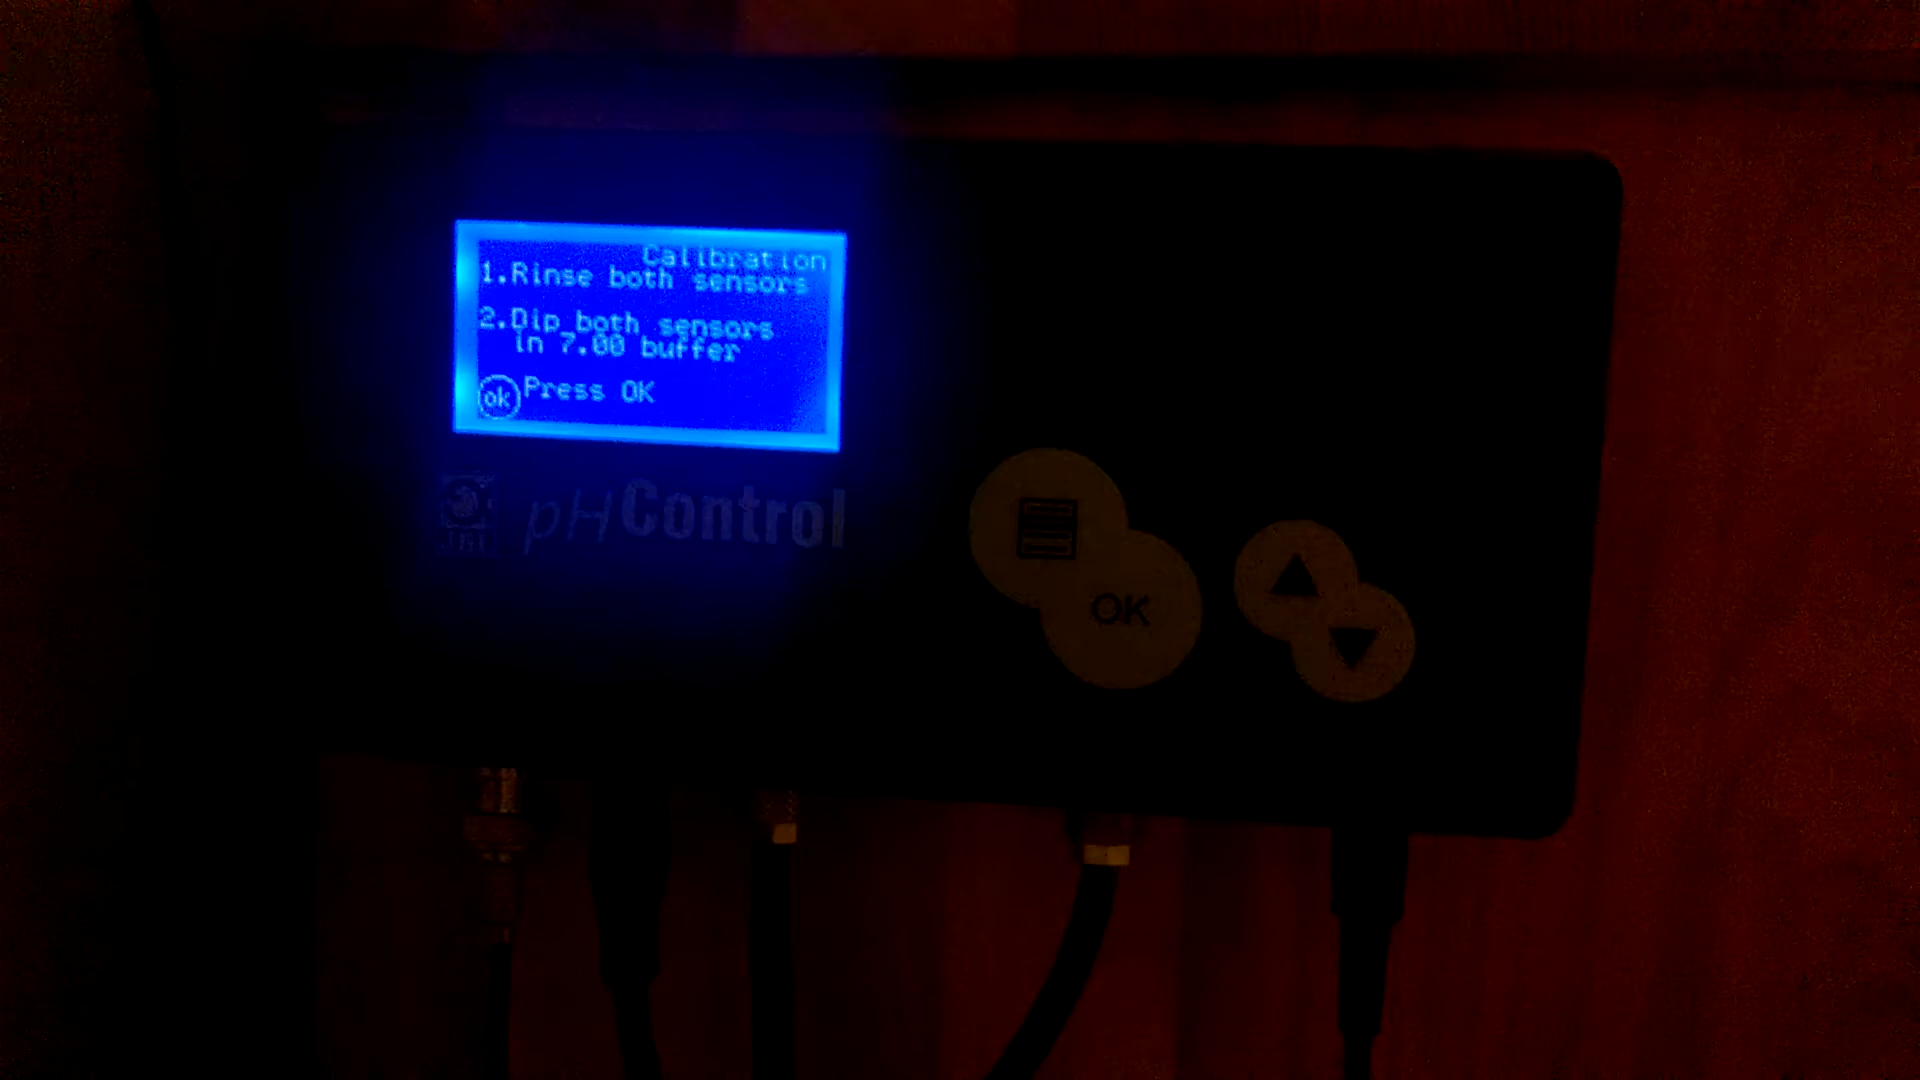 Calibration
1.Rinse both sensors
2.Dip both sensors
in 7.00 buffer
ok Press OK
pHControl
OK